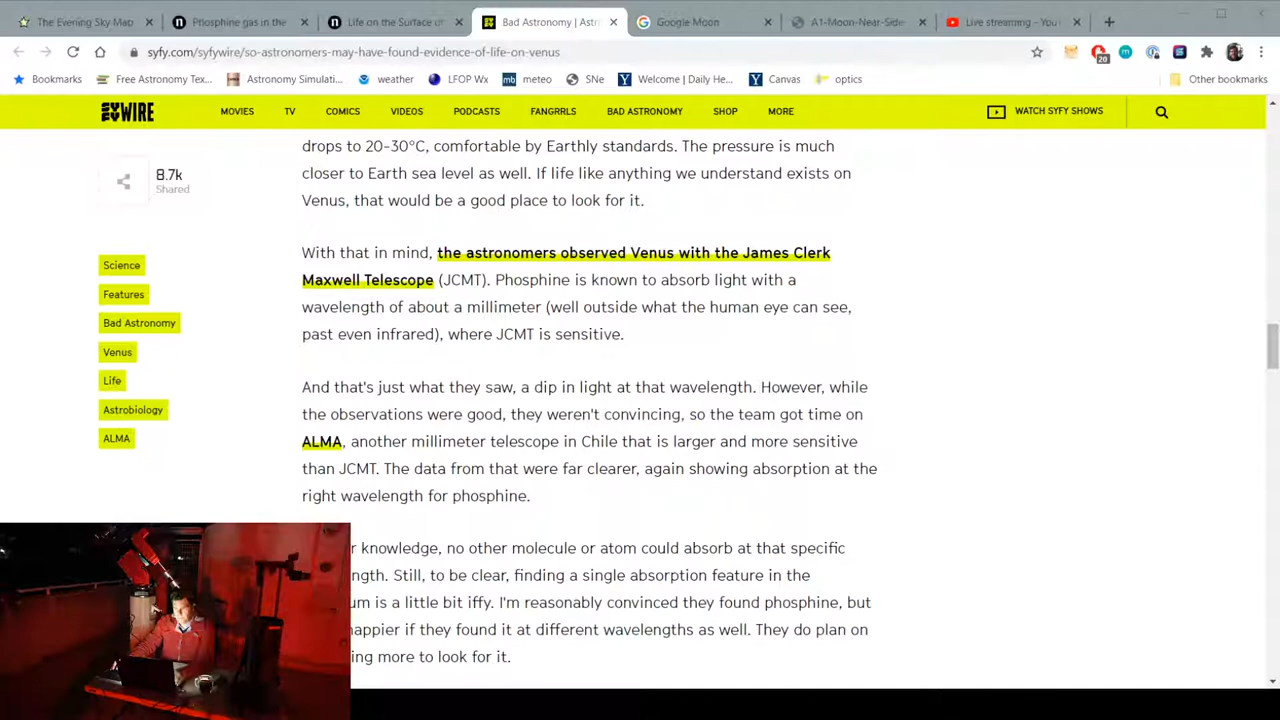 The Evening Sky Map
Phosphine gas in the
Life on the Surface of
Bad Astronomy | Astr
Google Moon
A1-Moon-Near-Side-
Live streaming - You
syfy.com/syfywire/so-astronomers-may-have-found-evidence-of-life-on-venus
20
Bookmarks Free Astronomy Tex... Astronomy Simulati... weather LFOP Wx meteo SNe Welcome | Daily He... Canvas optics Other bookmarks
SYFYWIRE MOVIES TV COMICS VIDEOS PODCASTS FANGRRLS BAD ASTRONOMY SHOP MORE WATCH SYFY SHOWS
8.7k
Shared
Science
Features
Bad Astronomy
Venus
Life
Astrobiology
ALMA
drops to 20-30°C, comfortable by Earthly standards. The pressure is much
closer to Earth sea level as well. If life like anything we understand exists on
Venus, that would be a good place to look for it.
With that in mind, the astronomers observed Venus with the James Clerk
Maxwell Telescope (JCMT). Phosphine is known to absorb light with a
wavelength of about a millimeter (well outside what the human eye can see,
past even infrared), where JCMT is sensitive.
And that's just what they saw, a dip in light at that wavelength. However, while
the observations were good, they weren't convincing, so the team got time on
ALMA, another millimeter telescope in Chile that is larger and more sensitive
than JCMT. The data from that were far clearer, again showing absorption at the
right wavelength for phosphine.
r knowledge, no other molecule or atom could absorb at that specific
ngth. Still, to be clear, finding a single absorption feature in the
um is a little bit iffy. I'm reasonably convinced they found phosphine, but
happier if they found it at different wavelengths as well. They do plan on
ing more to look for it.